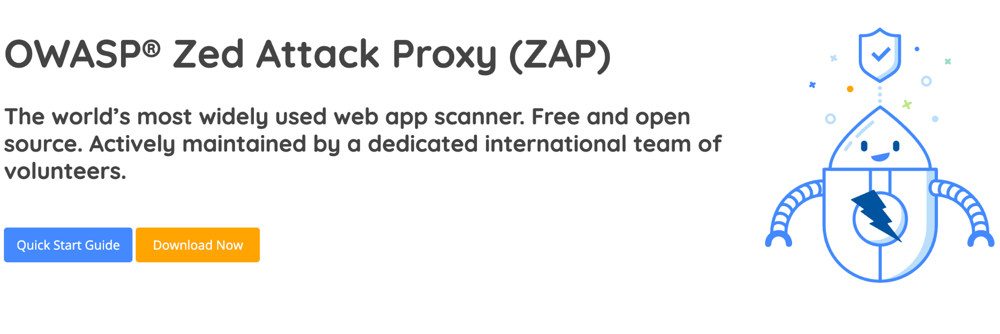 OWASP® Zed Attack Proxy (ZAP)
The world’s most widely used web app scanner. Free and open
source. Actively maintained by a dedicated international team of
volunteers.
Quick Start Guide
Download Now